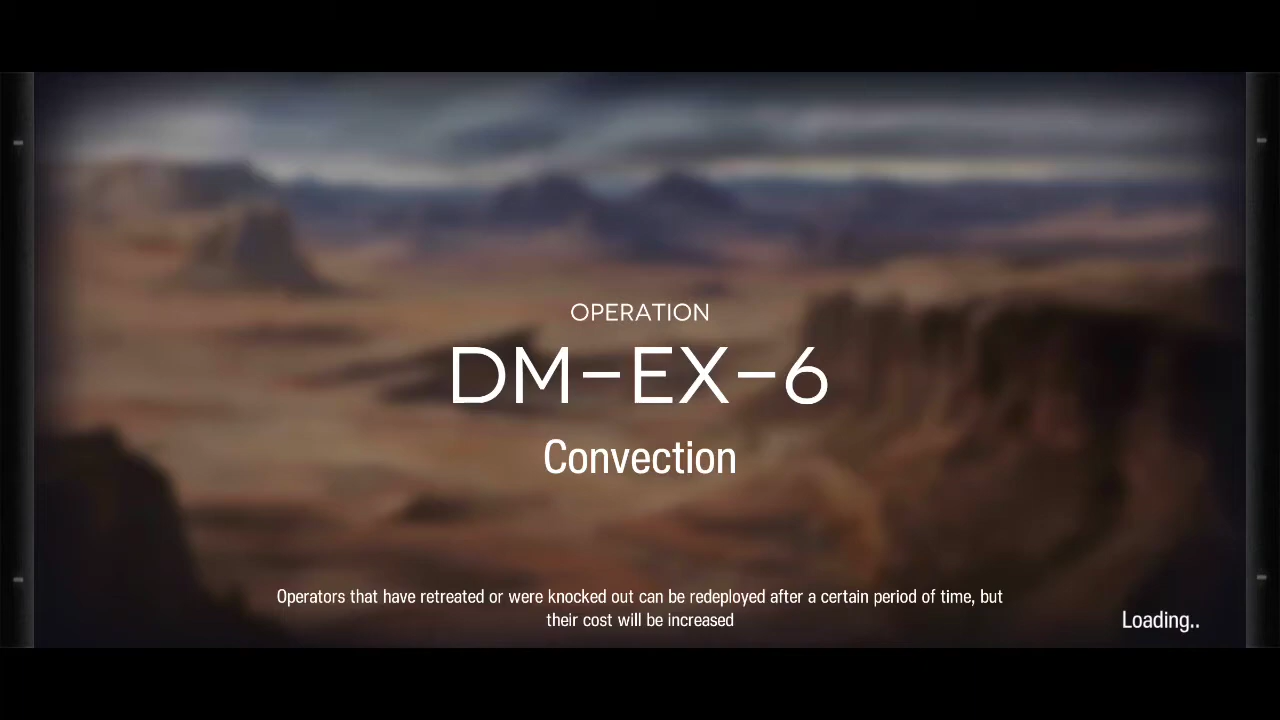 OPERATION
DM-EX-6
Convection
Operators that have retreated or were knocked out can be redeployed after a certain period of time, but
their cost will be increased
Loading..